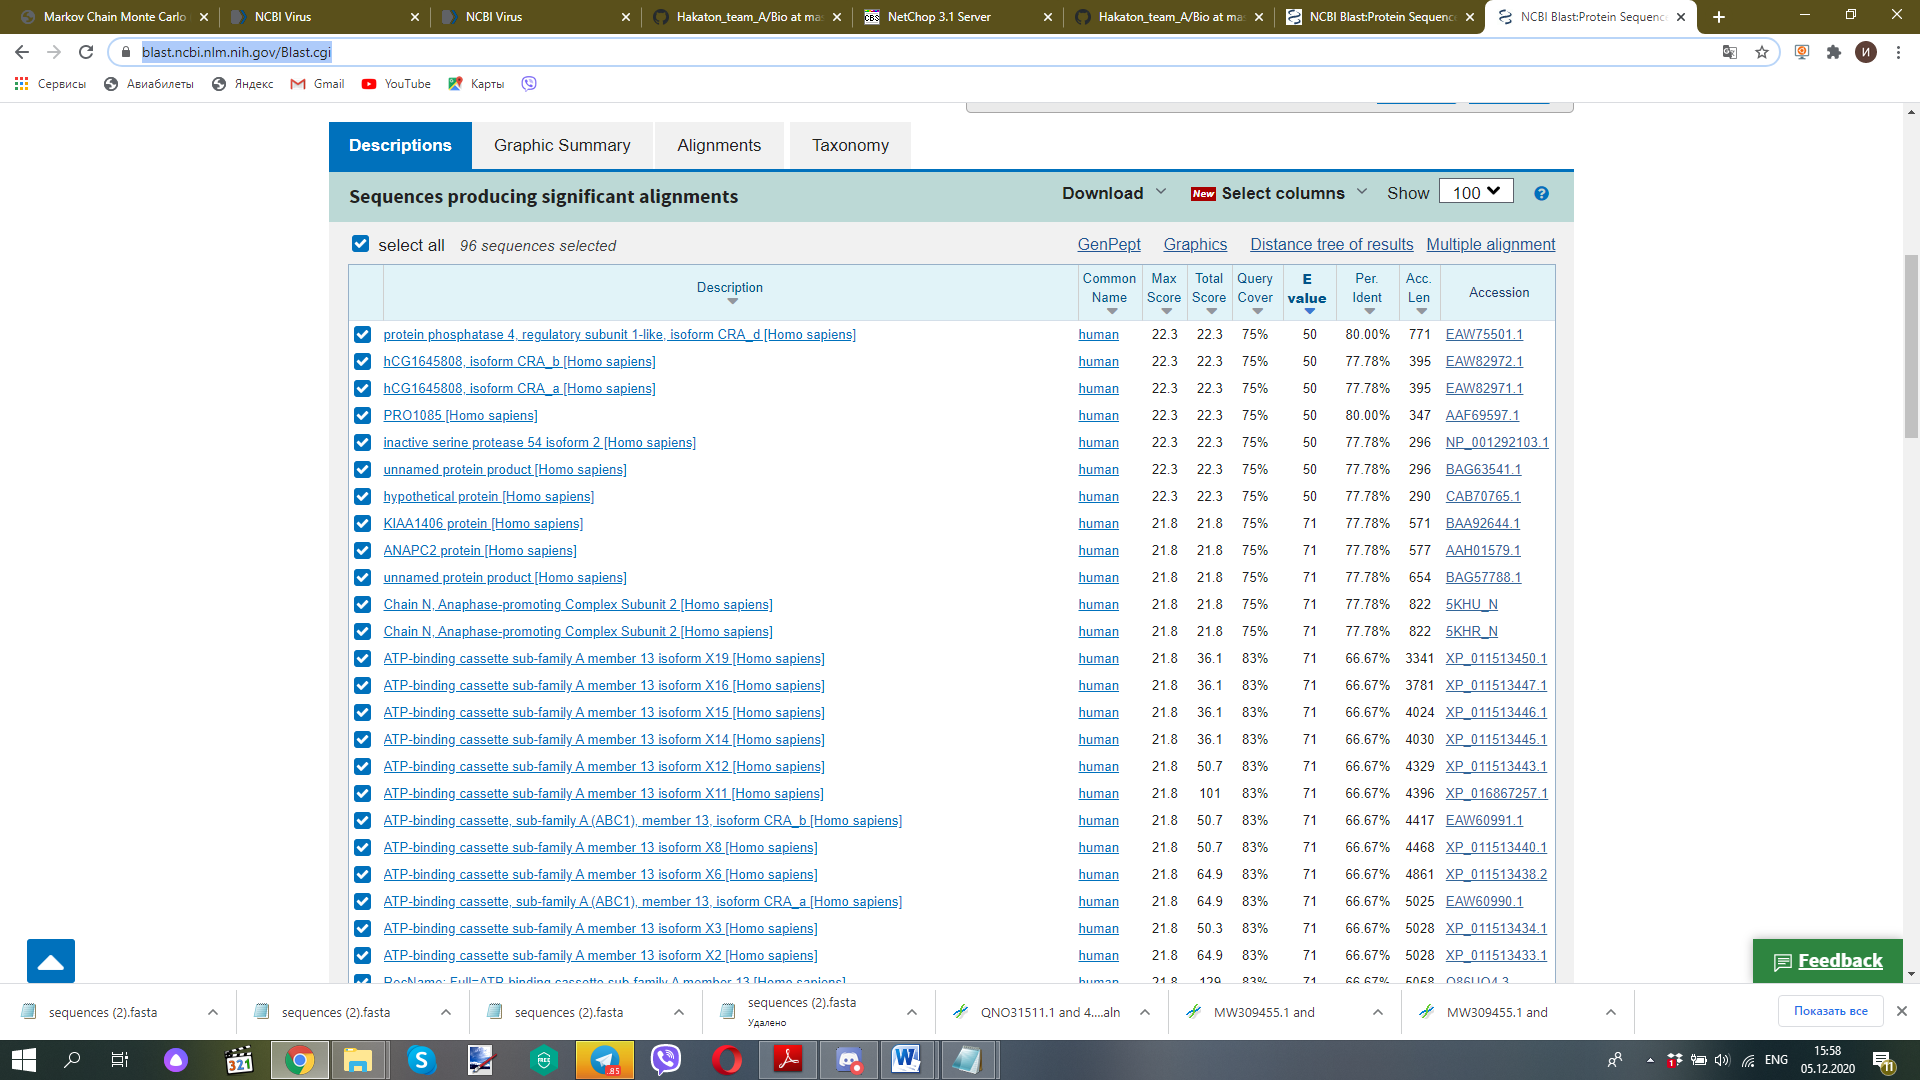 Markov Chain Monte Carlo
NCBI Virus
NCBI Virus
Hakaton_team_A/Bio at mas
NetChop 3.1 Server
Hakaton_team_A/Bio at mas
NCBI Blast:Protein Sequence
NCBI Blast:Protein Sequence
blast.ncbi.nlm.nih.gov/Blast.cgi
И
Сервисы Авиабилеты Яндекс Gmail YouTube Карты
Descriptions Graphic Summary Alignments Taxonomy
Sequences producing significant alignments Download New Select columns Show 100 ?
select all 96 sequences selected GenPept Graphics Distance tree of results Multiple alignment
Description Common Name Max Score Total Score Query Cover E value Per. Ident Acc. Len Accession
protein phosphatase 4, regulatory subunit 1-like, isoform CRA_d [Homo sapiens] human 22.3 22.3 75% 50 80.00% 771 EAW75501.1
hCG1645808, isoform CRA_b [Homo sapiens] human 22.3 22.3 75% 50 77.78% 395 EAW82972.1
hCG1645808, isoform CRA_a [Homo sapiens] human 22.3 22.3 75% 50 77.78% 395 EAW82971.1
PRO1085 [Homo sapiens] human 22.3 22.3 75% 50 80.00% 347 AAF69597.1
inactive serine protease 54 isoform 2 [Homo sapiens] human 22.3 22.3 75% 50 77.78% 296 NP_001292103.1
unnamed protein product [Homo sapiens] human 22.3 22.3 75% 50 77.78% 296 BAG63541.1
hypothetical protein [Homo sapiens] human 22.3 22.3 75% 50 77.78% 290 CAB70765.1
KIAA1406 protein [Homo sapiens] human 21.8 21.8 75% 71 77.78% 571 BAA92644.1
ANAPC2 protein [Homo sapiens] human 21.8 21.8 75% 71 77.78% 577 AAH01579.1
unnamed protein product [Homo sapiens] human 21.8 21.8 75% 71 77.78% 654 BAG57788.1
Chain N, Anaphase-promoting Complex Subunit 2 [Homo sapiens] human 21.8 21.8 75% 71 77.78% 822 5KHU_N
Chain N, Anaphase-promoting Complex Subunit 2 [Homo sapiens] human 21.8 21.8 75% 71 77.78% 822 5KHR_N
ATP-binding cassette sub-family A member 13 isoform X19 [Homo sapiens] human 21.8 36.1 83% 71 66.67% 3341 XP_011513450.1
ATP-binding cassette sub-family A member 13 isoform X16 [Homo sapiens] human 21.8 36.1 83% 71 66.67% 3781 XP_011513447.1
ATP-binding cassette sub-family A member 13 isoform X15 [Homo sapiens] human 21.8 36.1 83% 71 66.67% 4024 XP_011513446.1
ATP-binding cassette sub-family A member 13 isoform X14 [Homo sapiens] human 21.8 36.1 83% 71 66.67% 4030 XP_011513445.1
ATP-binding cassette sub-family A member 13 isoform X12 [Homo sapiens] human 21.8 50.7 83% 71 66.67% 4329 XP_011513443.1
ATP-binding cassette sub-family A member 13 isoform X11 [Homo sapiens] human 21.8 101 83% 71 66.67% 4396 XP_016867257.1
ATP-binding cassette, sub-family A (ABC1), member 13, isoform CRA_b [Homo sapiens] human 21.8 50.7 83% 71 66.67% 4417 EAW60991.1
ATP-binding cassette sub-family A member 13 isoform X8 [Homo sapiens] human 21.8 50.7 83% 71 66.67% 4468 XP_011513440.1
ATP-binding cassette sub-family A member 13 isoform X6 [Homo sapiens] human 21.8 64.9 83% 71 66.67% 4861 XP_011513438.2
ATP-binding cassette, sub-family A (ABC1), member 13, isoform CRA_a [Homo sapiens] human 21.8 64.9 83% 71 66.67% 5025 EAW60990.1
ATP-binding cassette sub-family A member 13 isoform X3 [Homo sapiens] human 21.8 50.3 83% 71 66.67% 5028 XP_011513434.1
ATP-binding cassette sub-family A member 13 isoform X2 [Homo sapiens] human 21.8 64.9 83% 71 66.67% 5028 XP_011513433.1
RecName: Full=ATP-binding cassette sub-family A member 13 [Homo sapiens] human 21.8 129 83% 71 66.67% 5058 Q86UQ4.3
Feedback
sequences (2).fasta
sequences (2).fasta
sequences (2).fasta
sequences (2).fasta
Удалено
QNO31511.1 and 4....aln
MW309455.1 and
MW309455.1 and
Показать все
321 FREE .85 ENG 15:58
05.12.2020
11